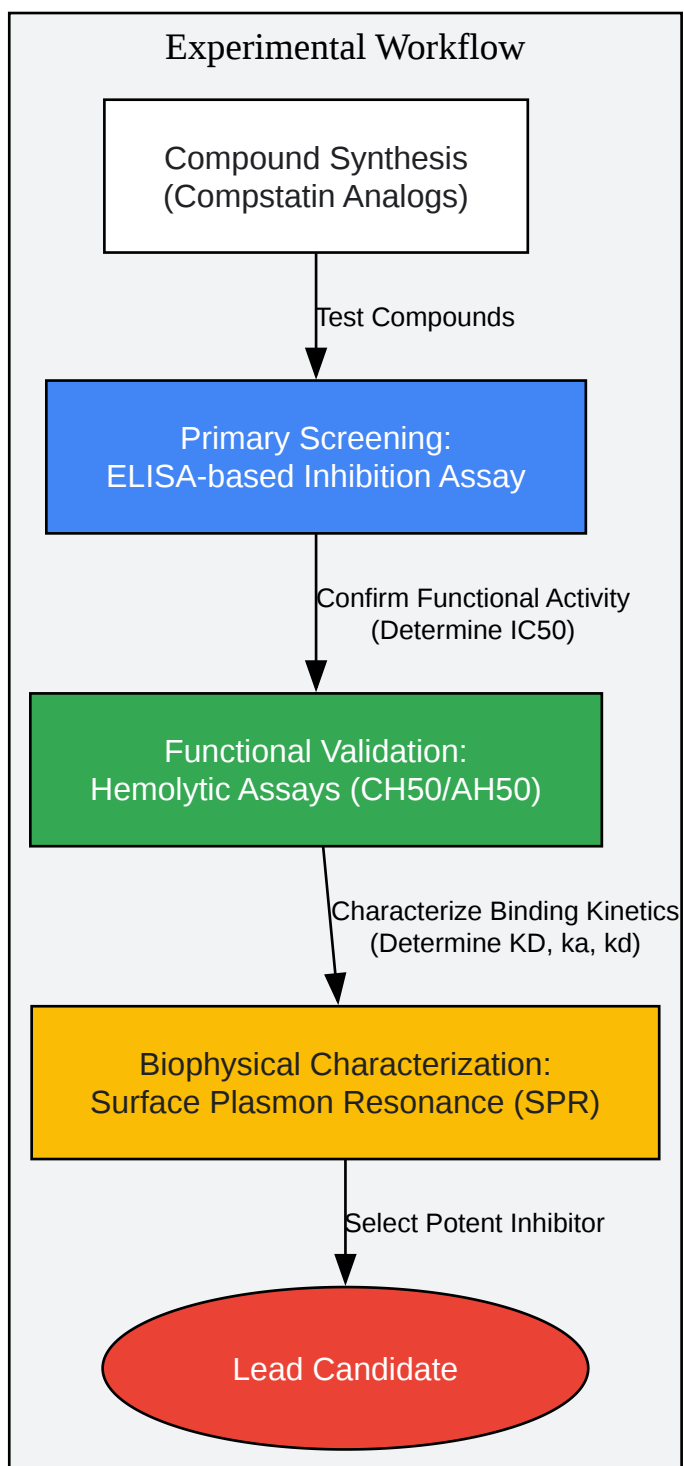 Experimental Workflow
Compound Synthesis
(Compstatin Analogs)
Test Compounds
Primary Screening:
ELISA-based Inhibition Assay
Confirm Functional Activity
(Determine IC50)
Functional Validation:
Hemolytic Assays (CH50/AH50)
Characterize Binding Kinetics
(Determine KD, ka, kd)
Biophysical Characterization:
Surface Plasmon Resonance (SPR)
Select Potent Inhibitor
Lead Candidate